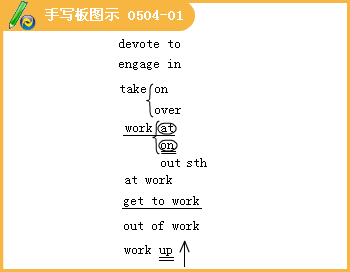 手写板图示 0504-01
devote to
engage in
take on
over
work at
on
out sth
at work
get to work
out of work
work up